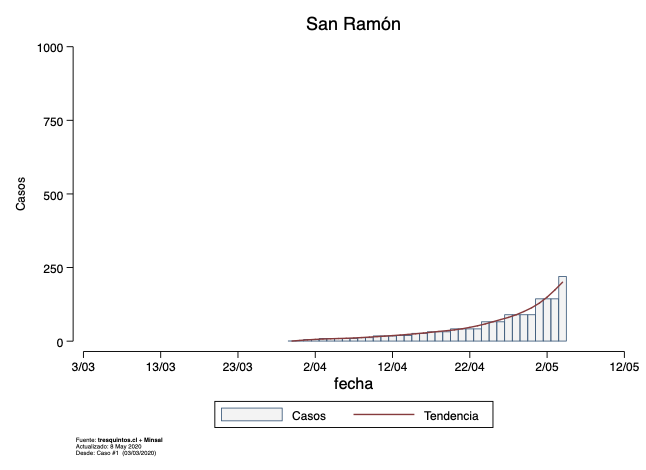 San Ramón
1000
750
500
250
0
Casos
3/03 13/03 23/03 2/04 12/04 22/04 2/05 12/05
fecha
Casos Tendencia
Fuente: tresquintos.cl + Minsal
Actualizado: 8 May 2020
Desde: Caso #1 (03/03/2020)